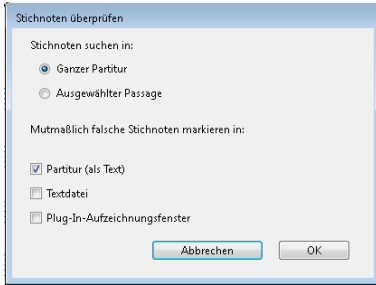 Stichnoten überprüfen
Stichnoten suchen in:
Ganzer Partitur
Ausgewählter Passage
Mutmaßlich falsche Stichnoten markieren in:
Partitur (als Text)
Textdatei
Plug-In-Aufzeichnungsfenster
Abbrechen OK